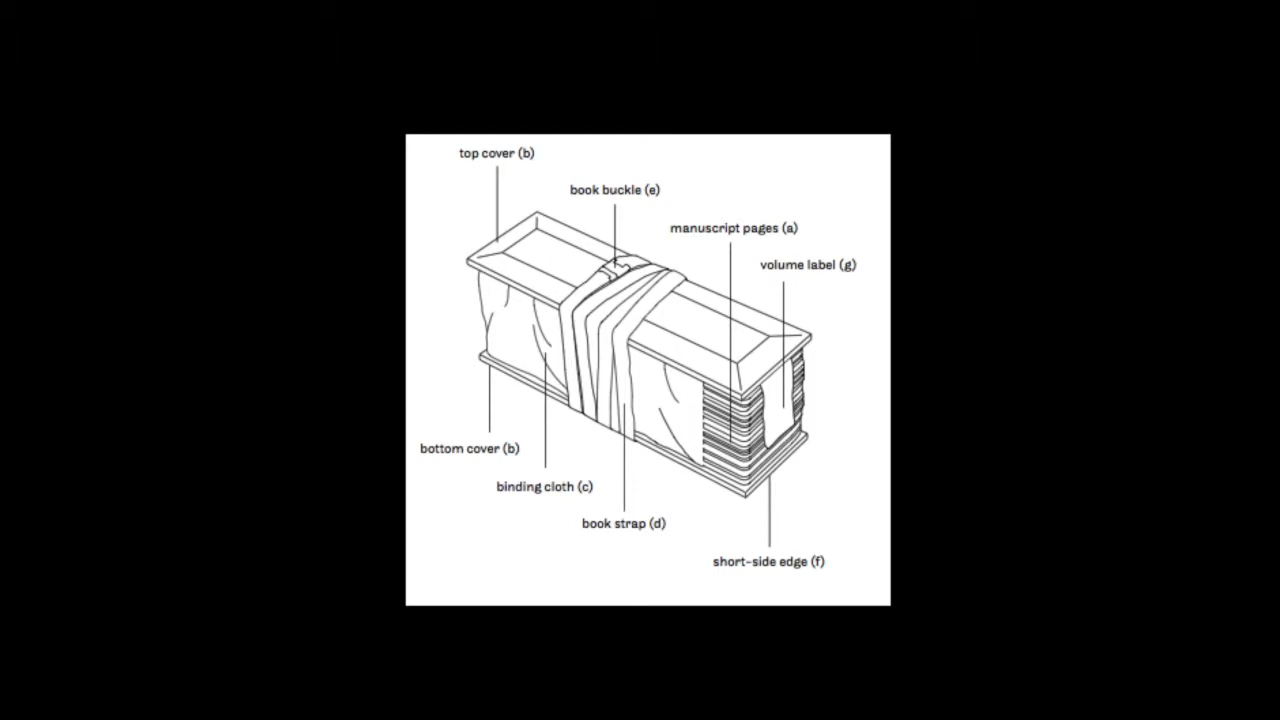 top cover (b)
book buckle (e)
manuscript pages (a)
volume label (g)
bottom cover (b)
binding cloth (c)
book strap (d)
short-side edge (f)